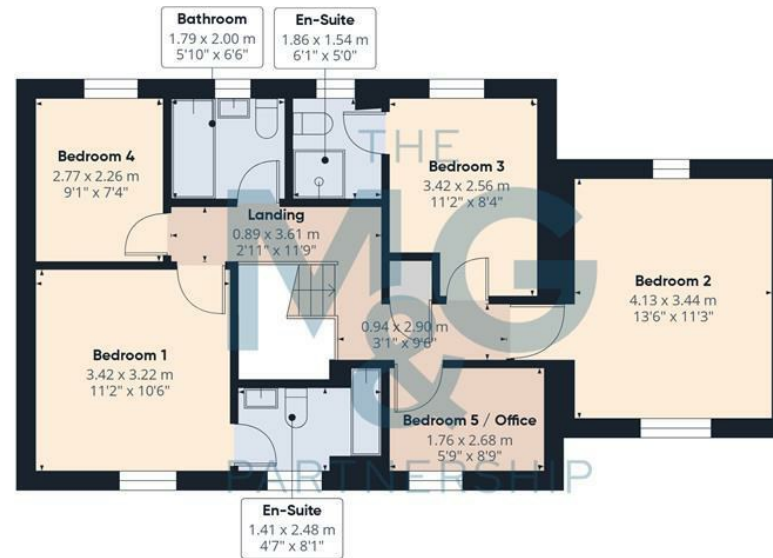 Bathroom
1.79 x 2.00 m
5'10" x 6'6"
En-Suite
1.86 x 1.54 m
6'1" x 5'0"
Bedroom 4
2.77 x 2.26 m
9'1" x 7'4"
THE
Bedroom 3
3.42 x 2.56 m
11'2" x 8'4"
Landing
0.89 x 3.61 m
2'11" x 11'9"
M&G
Bedroom 2
4.13 x 3.44 m
13'6" x 11'3"
0.94 x 2.90 m
3'1" x 9'6"
Bedroom 1
3.42 x 3.22 m
11'2" x 10'6"
Bedroom 5 / Office
1.76 x 2.68 m
5'9" x 8'9"
PARTNERSHIP
En-Suite
1.41 x 2.48 m
4'7" x 8'1"